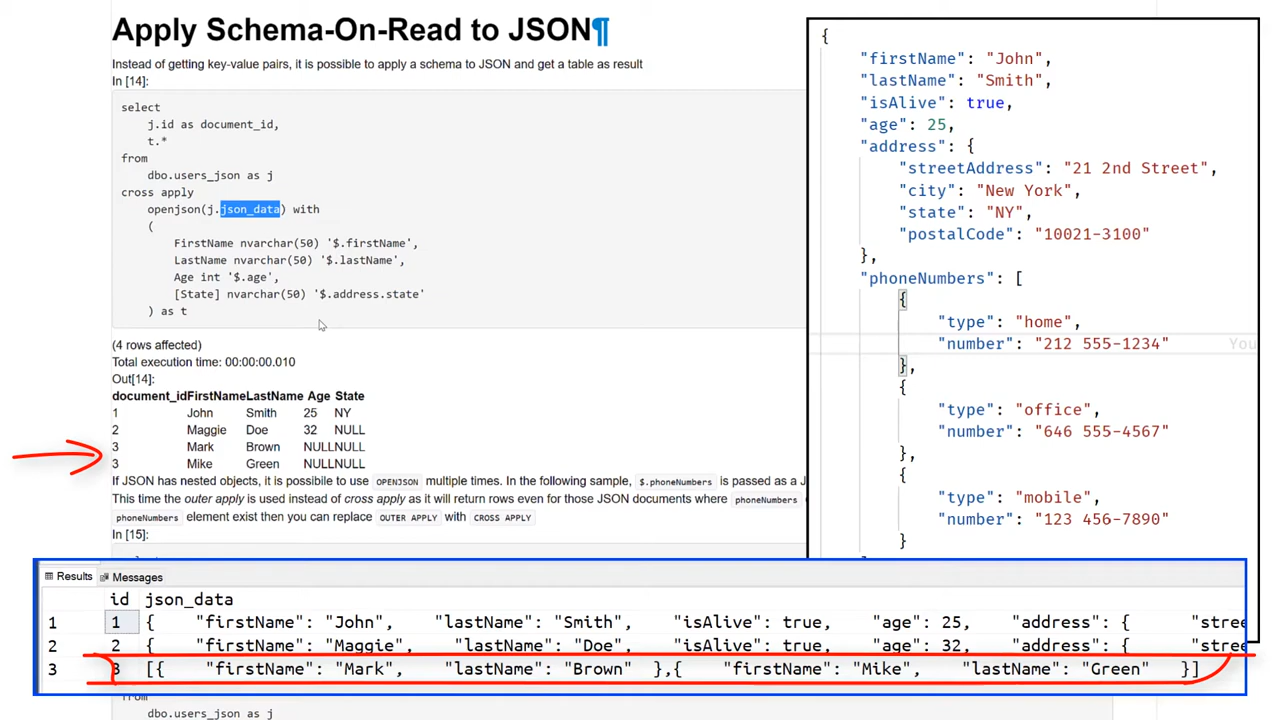 Apply Schema-On-Read to JSON¶
Instead of getting key-value pairs, it is possible to apply a schema to JSON and get a table as result
In [14]:
select
j.id as document_id,
t.*
from
dbo.users_json as j
cross apply
openjson(j.json_data) with
(
FirstName nvarchar(50) '$.firstName',
LastName nvarchar(50) '$.lastName',
Age int '$.age',
[State] nvarchar(50) '$.address.state'
) as t
(4 rows affected)
Total execution time: 00:00:00.010
Out[14]:
document_idFirstNameLastName Age State
1 John Smith 25 NY
2 Maggie Doe 32 NULL
3 Mark Brown NULLNULL
3 Mike Green NULLNULL
If JSON has nested objects, it is possibile to use OPENJSON multiple times. In the following sample, $.phoneNumbers is passed as a J
This time the outer apply is used instead of cross apply as it will return rows even for those JSON documents where phoneNumbers
phoneNumbers element exist then you can replace OUTER APPLY with CROSS APPLY
In [15]:
{
"firstName": "John",
"lastName": "Smith",
"isAlive": true,
"age": 25,
"address": {
"streetAddress": "21 2nd Street",
"city": "New York",
"state": "NY",
"postalCode": "10021-3100"
},
"phoneNumbers": [
{
"type": "home",
"number": "212 555-1234" You
},
{
"type": "office",
"number": "646 555-4567"
},
{
"type": "mobile",
"number": "123 456-7890"
}
Results Messages
id json_data
1 1 { "firstName": "John", "lastName": "Smith", "isAlive": true, "age": 25, "address": { "stree
2 2 { "firstName": "Maggie", "lastName": "Doe", "isAlive": true, "age": 32, "address": { "stree
3 3 [{ "firstName": "Mark", "lastName": "Brown" },{ "firstName": "Mike", "lastName": "Green" }]
from
dbo.users_json as j